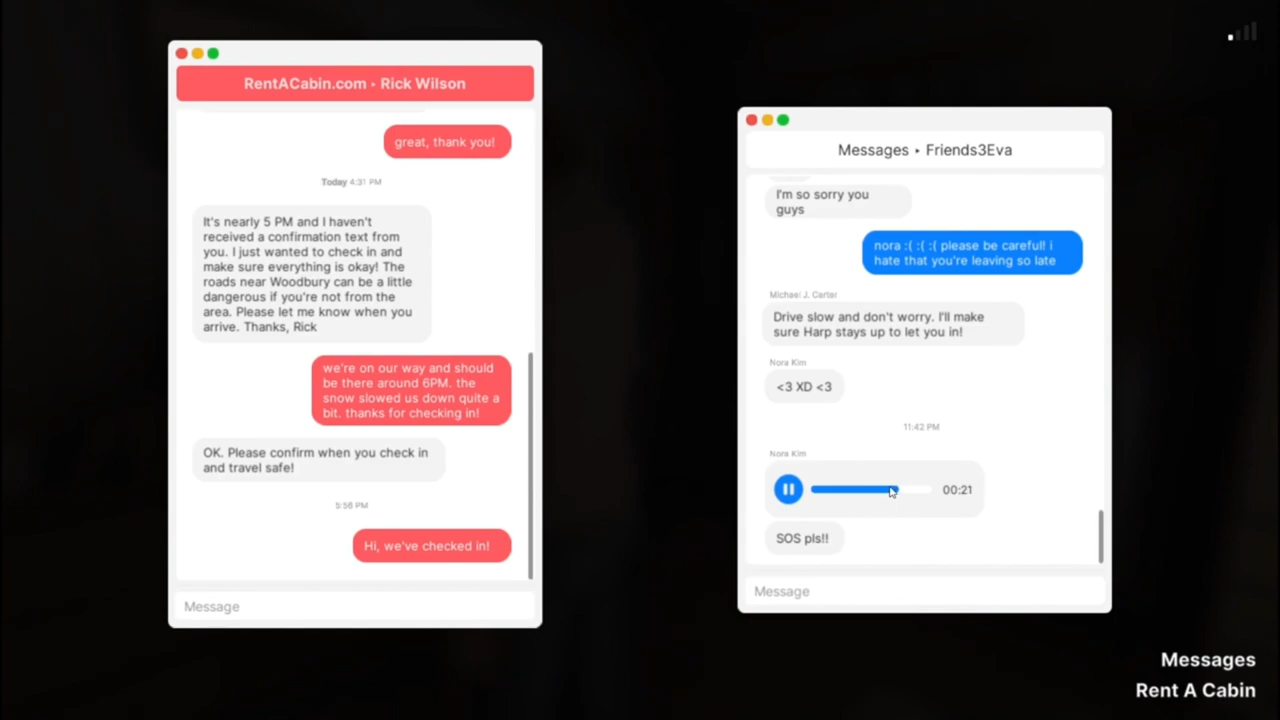 RentACabin.com • Rick Wilson
great, thank you!
Today 4:31 PM
It's nearly 5 PM and I haven't
received a confirmation text from
you. I just wanted to check in and
make sure everything is okay! The
roads near Woodbury can be a little
dangerous if you're not from the
area. Please let me know when you
arrive. Thanks, Rick
we're on our way and should
be there around 6PM. the
snow slowed us down quite a
bit. thanks for checking in!
OK. Please confirm when you check in
and travel safe!
5:56 PM
Hi, we've checked in!
Message
Messages • Friends3Eva
I'm so sorry you
guys
nora :( :( :( please be careful! i
hate that you're leaving so late
Michael J. Carter
Drive slow and don't worry. I'll make
sure Harp stays up to let you in!
Nora Kim
<3 XD <3
11:42 PM
Nora Kim
00:21
SOS pls!!
Message
Messages
Rent A Cabin